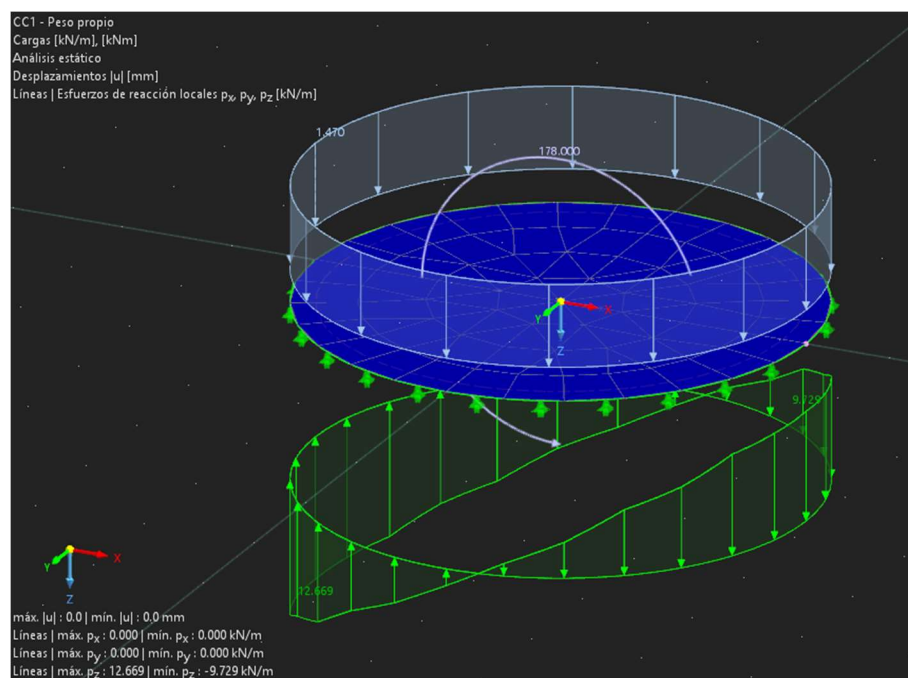 CC1 - Peso propio
Cargas [kN/m], [kNm]
Análisis estático
Desplazamientos |u| [mm]
Líneas | Esfuerzos de reacción locales px, py, pz [kN/m]
1.470
178.000
X
Y
Z
9.729
12.669
X
Y
Z
máx. |u| : 0.0 | mín. |u| : 0.0 mm
Líneas | máx. px : 0.000 | mín. px : 0.000 kN/m
Líneas | máx. py : 0.000 | mín. py : 0.000 kN/m
Líneas | máx. pz : 12.669 | mín. pz : -9.729 kN/m